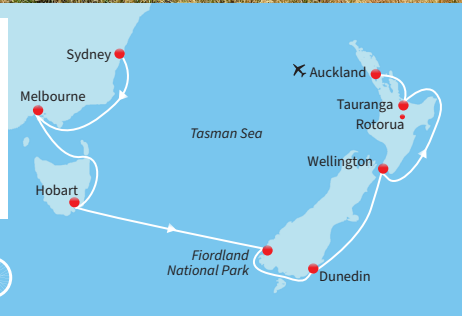 Sydney
Auckland
Melbourne
Tauranga
Rotorua
Tasman Sea
Wellington
Hobart
Fiordland
National Park
Dunedin